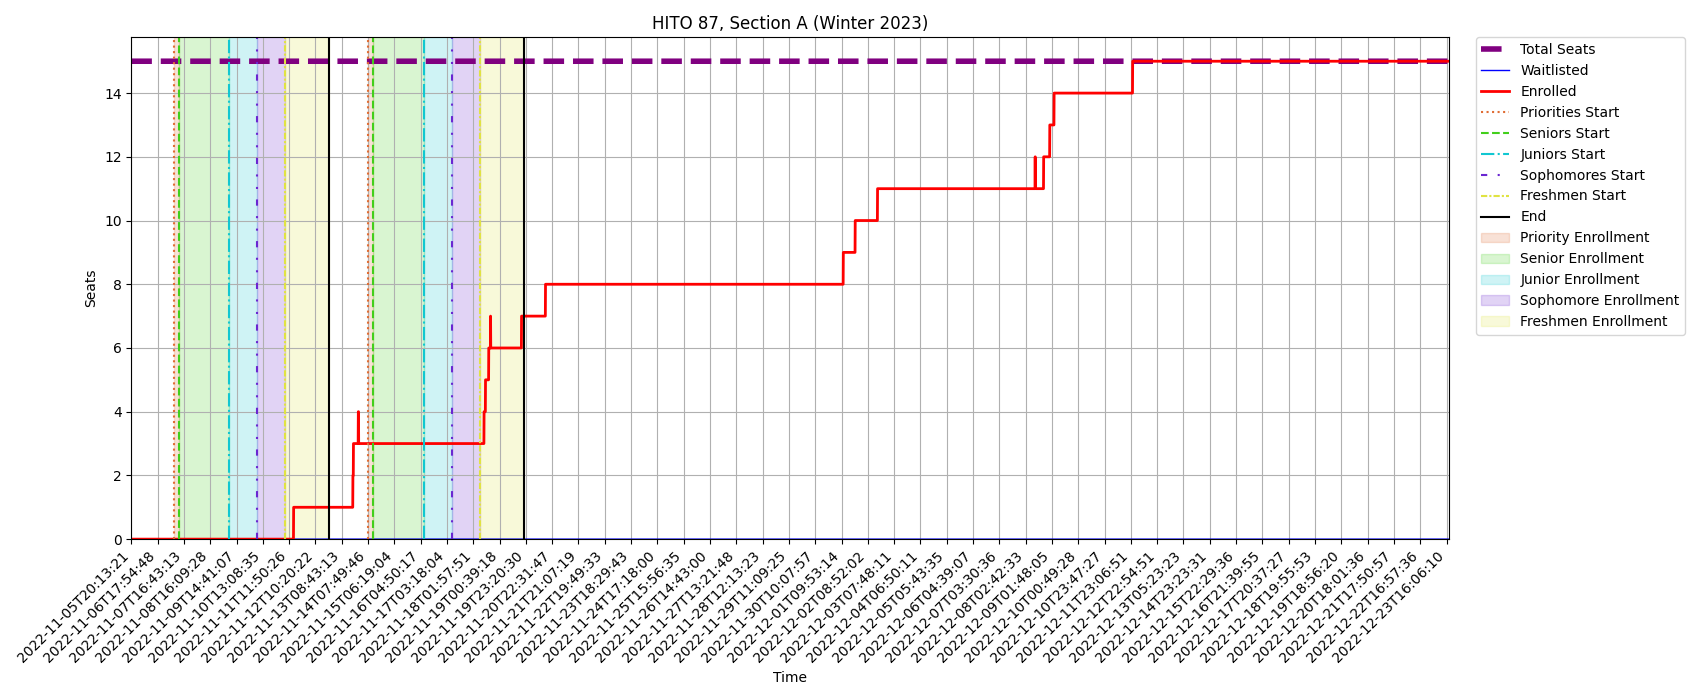 HITO 87, Section A (Winter 2023)
Seats
14
12
10
8
6
4
2
0
2022-11-05T20:13:21
2022-11-06T17:54:48
2022-11-07T16:43:13
2022-11-08T16:09:28
2022-11-09T14:41:07
2022-11-10T13:08:35
2022-11-11T11:50:26
2022-11-12T10:20:22
2022-11-13T08:43:13
2022-11-14T07:49:46
2022-11-15T06:19:04
2022-11-16T04:50:17
2022-11-17T03:18:04
2022-11-18T01:57:51
2022-11-19T00:39:18
2022-11-19T23:20:30
2022-11-20T22:31:47
2022-11-21T21:07:19
2022-11-22T19:49:33
2022-11-23T18:29:43
2022-11-24T17:18:00
2022-11-25T15:56:35
2022-11-26T14:43:00
2022-11-27T13:21:48
2022-11-28T12:13:23
2022-11-29T11:09:25
2022-11-30T10:07:57
2022-12-01T09:53:14
2022-12-02T08:52:02
2022-12-03T07:48:11
2022-12-04T06:50:11
2022-12-05T05:43:35
2022-12-06T04:39:07
2022-12-07T03:30:36
2022-12-08T02:42:33
2022-12-09T01:48:05
2022-12-10T00:49:28
2022-12-10T23:47:27
2022-12-11T23:06:51
2022-12-12T22:54:51
2022-12-13T05:23:23
2022-12-14T23:23:31
2022-12-15T22:29:36
2022-12-16T21:39:55
2022-12-17T20:37:27
2022-12-18T19:55:53
2022-12-19T18:56:20
2022-12-20T18:01:36
2022-12-21T17:50:57
2022-12-22T16:57:36
2022-12-23T16:06:10
Time
Total Seats
Waitlisted
Enrolled
Priorities Start
Seniors Start
Juniors Start
Sophomores Start
Freshmen Start
End
Priority Enrollment
Senior Enrollment
Junior Enrollment
Sophomore Enrollment
Freshmen Enrollment